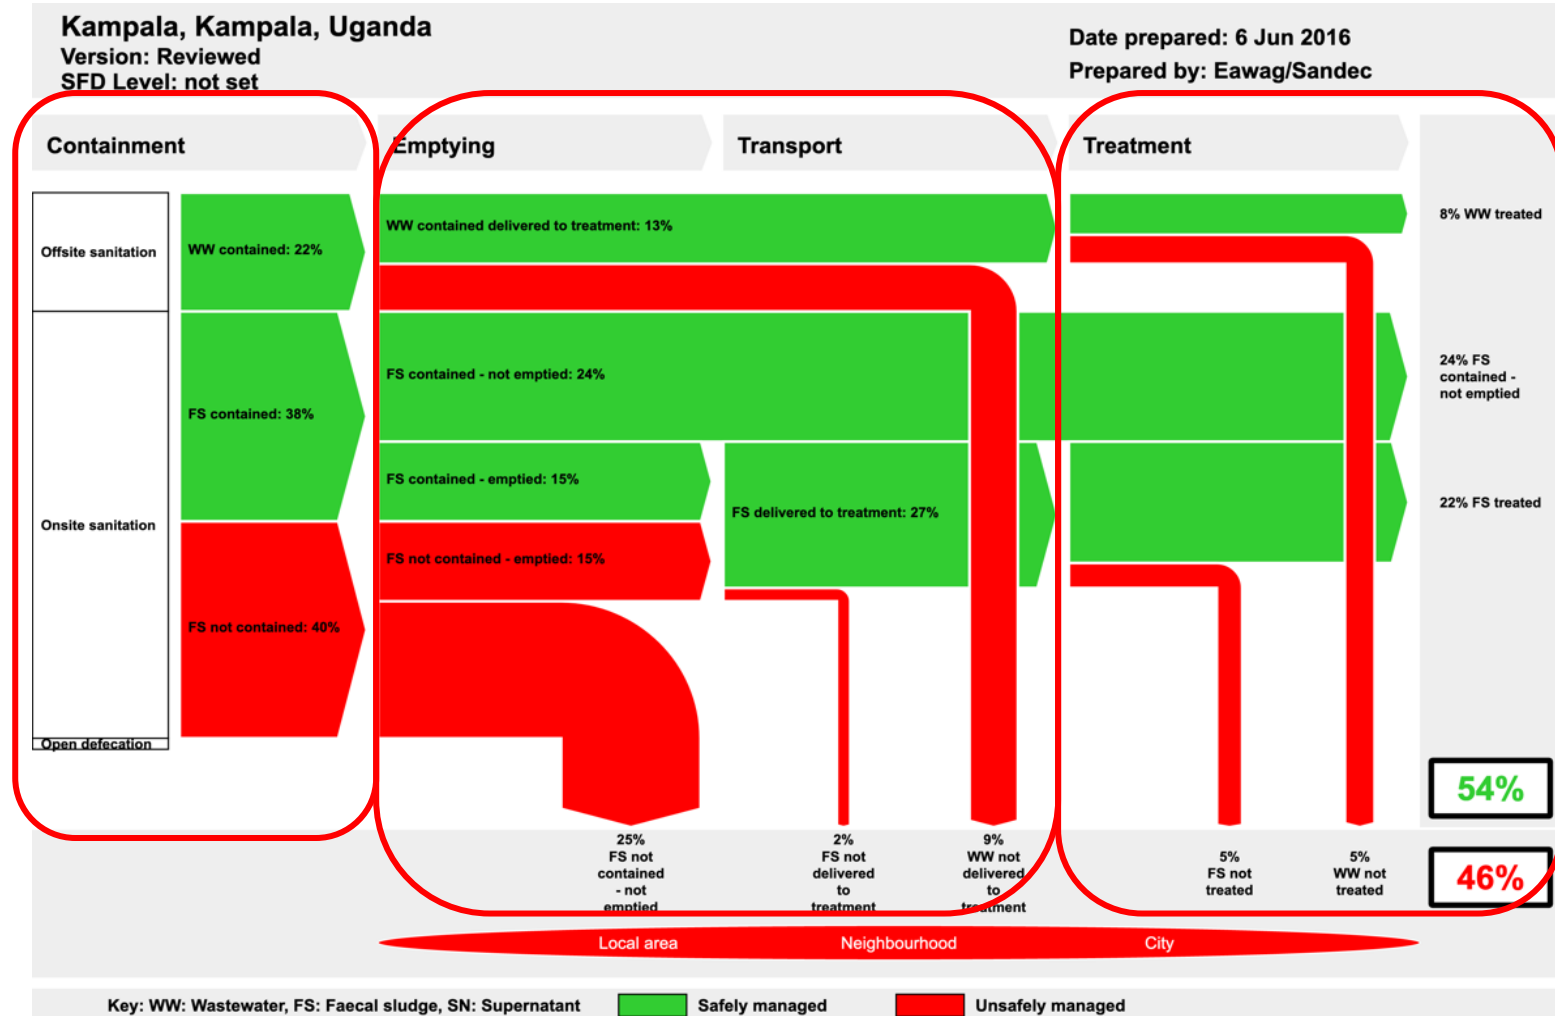 Kampala, Kampala, Uganda
Version: Reviewed
SFD Level: not set
Date prepared: 6 Jun 2016
Prepared by: Eawag/Sandec
Containment
Emptying
Transport
Treatment
Offsite sanitation
WW contained: 22%
WW contained delivered to treatment: 13%
8% WW treated
Onsite sanitation
FS contained: 38%
FS contained - not emptied: 24%
24% FS
contained -
not emptied
FS contained - emptied: 15%
FS delivered to treatment: 27%
22% FS treated
FS not contained - emptied: 15%
FS not contained: 40%
Open defecation
54%
25%
FS not
contained
- not
emptied
2%
FS not
delivered
to
treatment
9%
WW not
delivered
to
treatment
5%
FS not
treated
5%
WW not
treated
46%
Local area
Neighbourhood
City
Key: WW: Wastewater, FS: Faecal sludge, SN: Supernatant
Safely managed
Unsafely managed